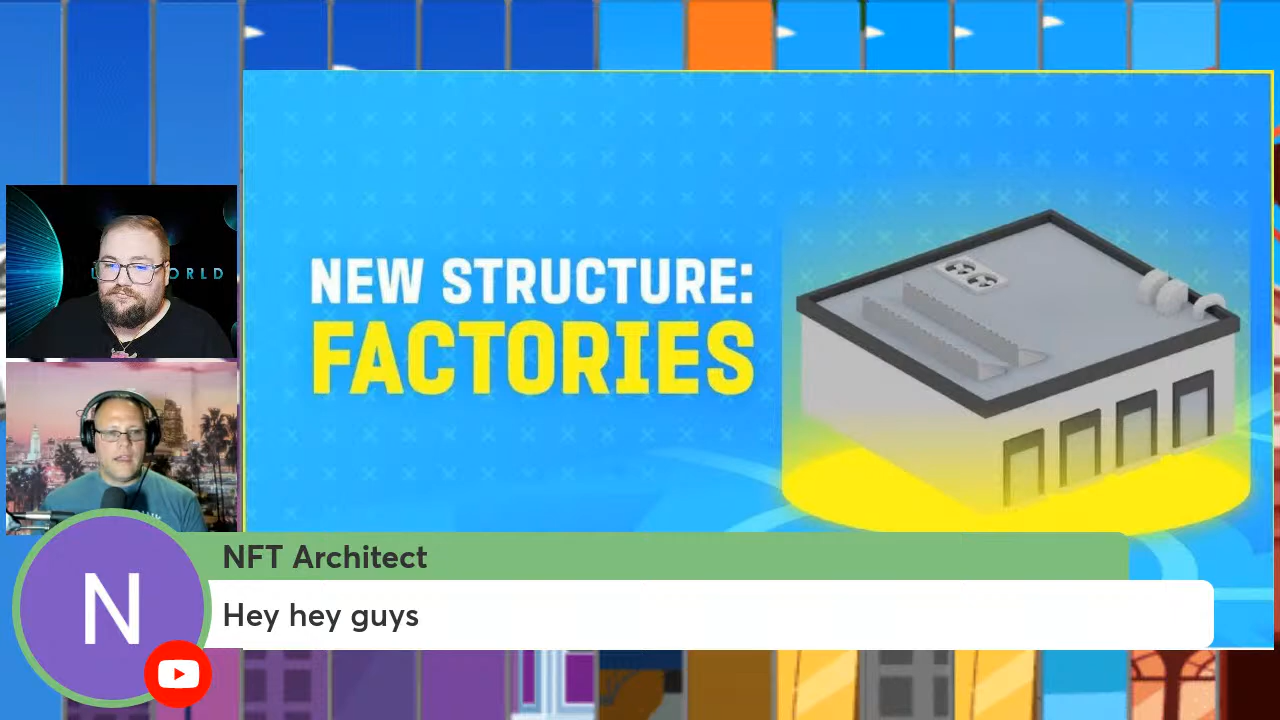 NEW STRUCTURE:
FACTORIES
NFT Architect
N
Hey hey guys